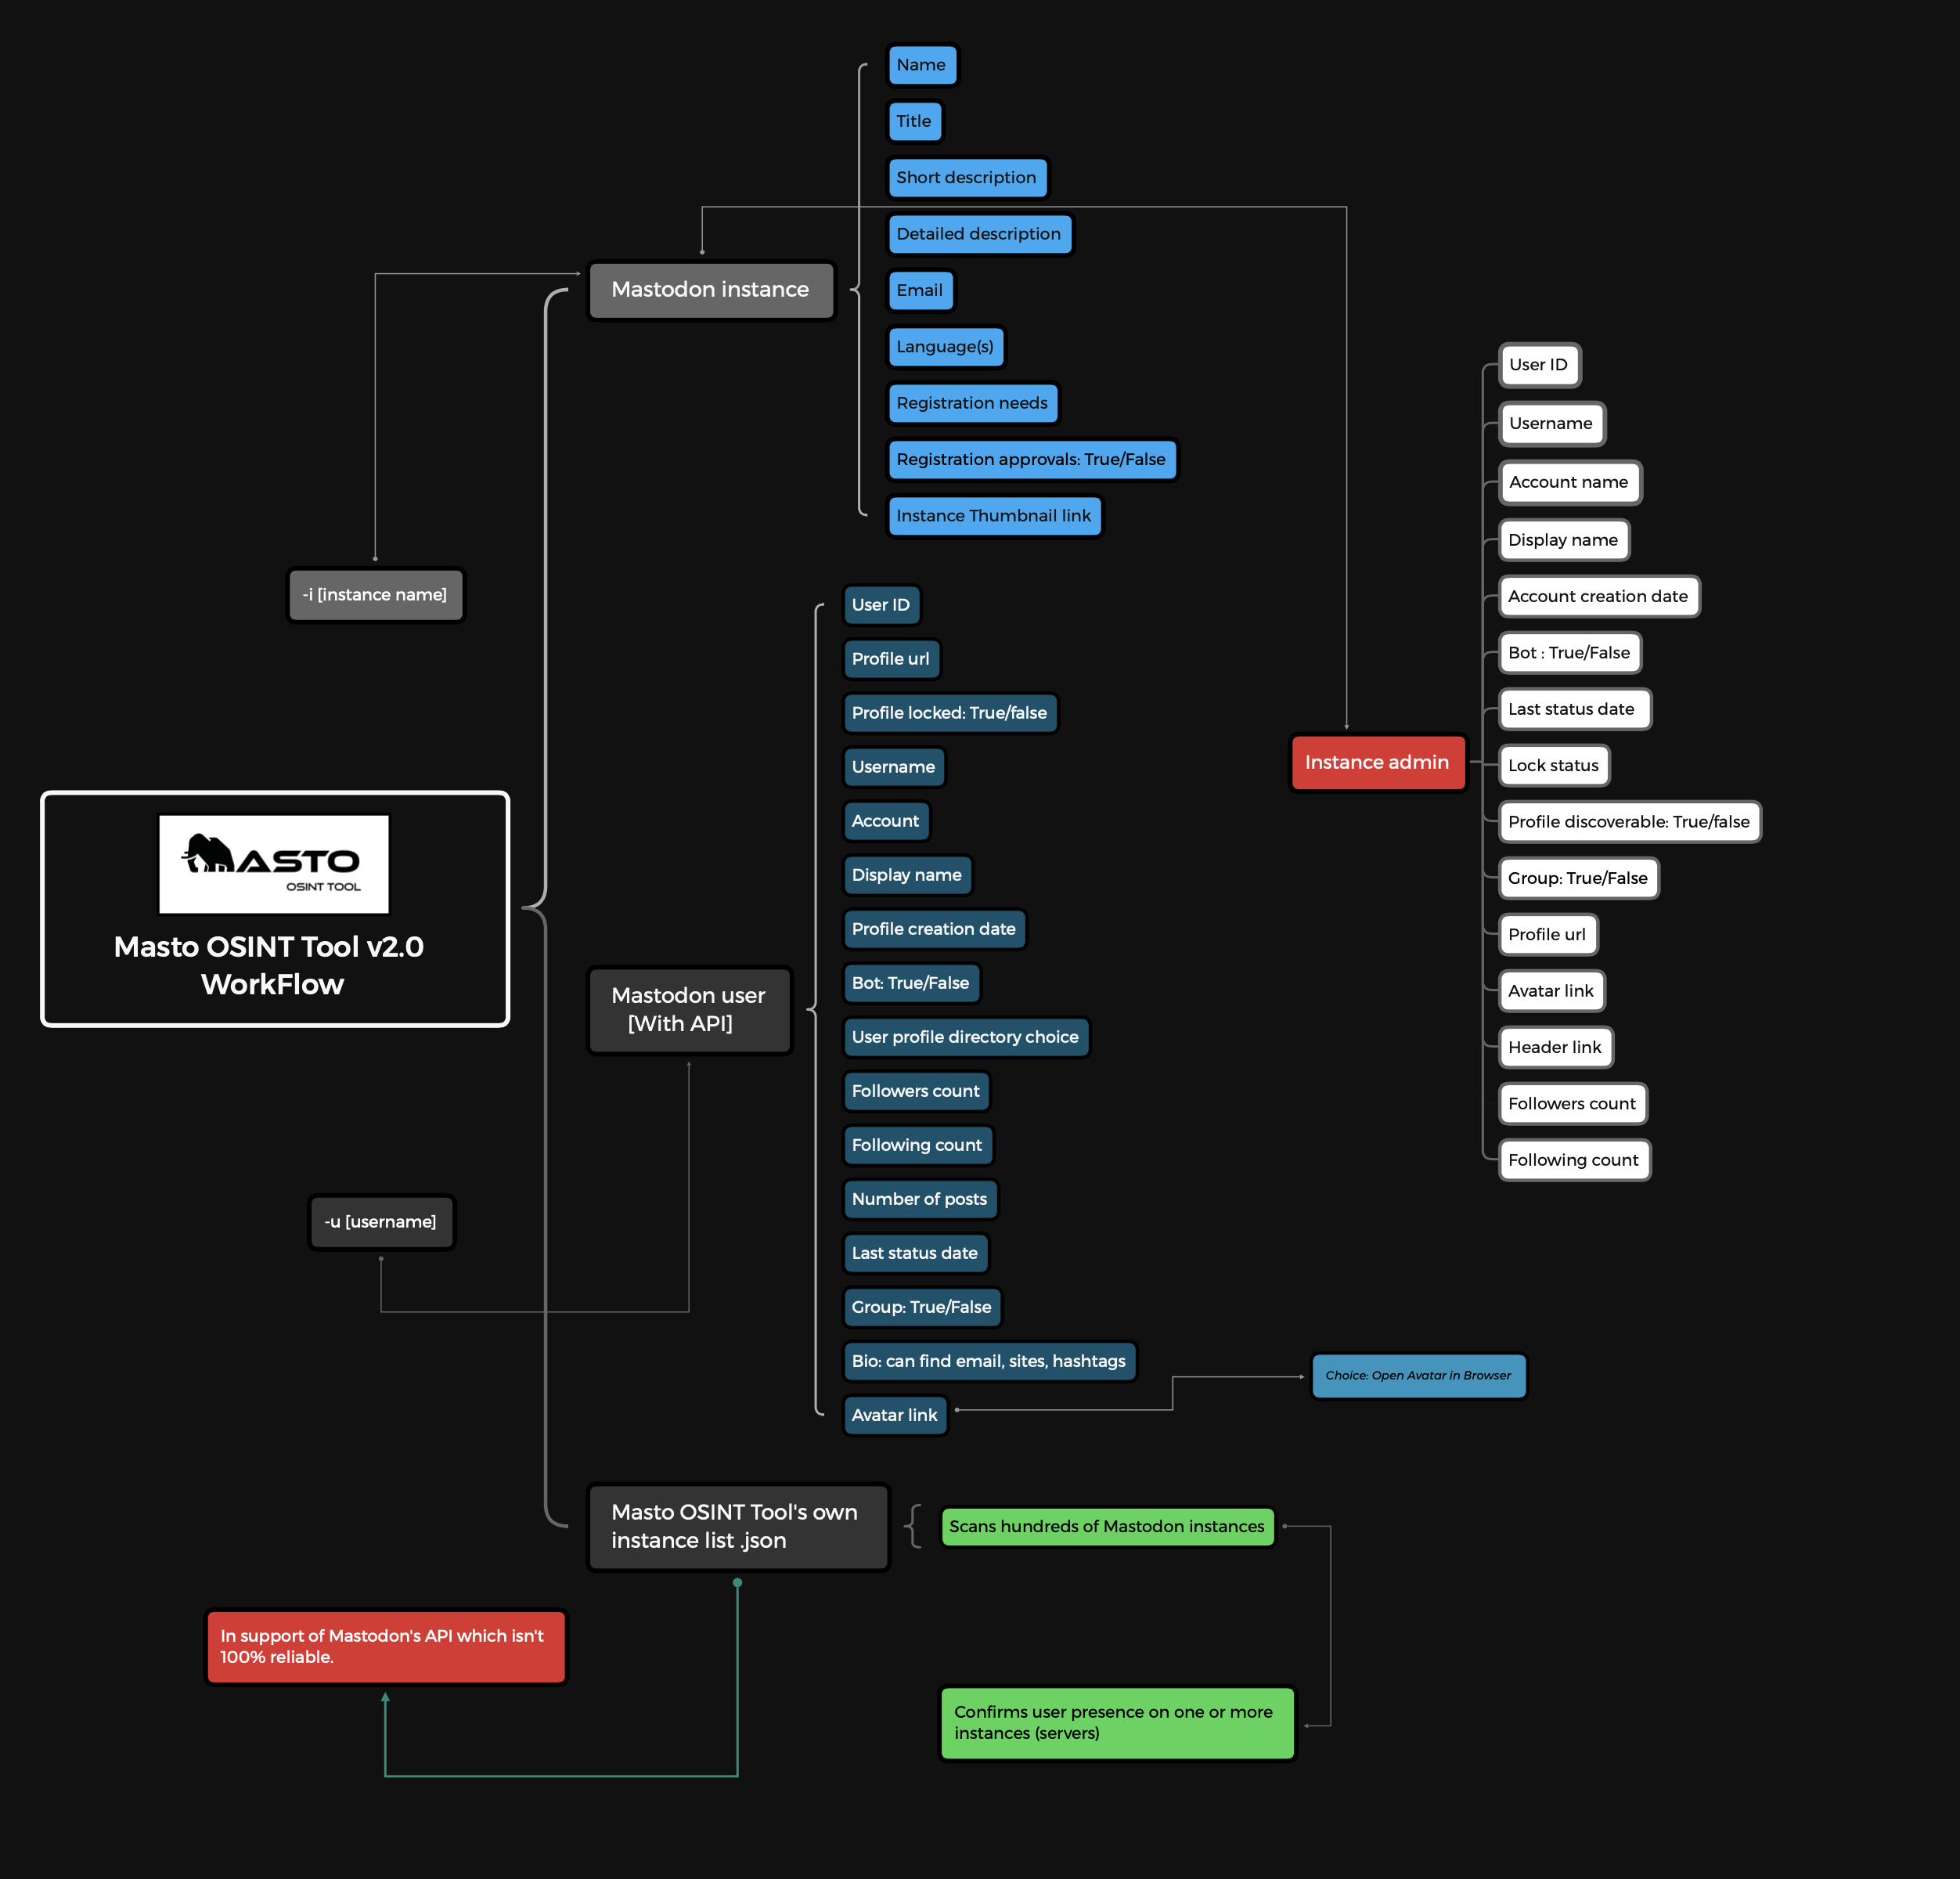 Name
Title
Short description
Detailed description
Mastodon instance
Email
Language(s)
Registration needs
Registration approvals: True/False
Instance Thumbnail link
-i [instance name]
User ID
Username
Account name
Display name
Account creation date
Bot : True/False
Last status date
Instance admin
Lock status
Profile discoverable: True/false
Group: True/False
Profile url
Avatar link
Header link
Followers count
Following count
User ID
Profile url
Profile locked: True/false
Username
Account
Display name
Profile creation date
Bot: True/False
User profile directory choice
Followers count
Following count
Number of posts
Last status date
Group: True/False
Bio: can find email, sites, hashtags
Avatar link
Choice: Open Avatar in Browser
MASTO
OSINT TOOL
Masto OSINT Tool v2.0
WorkFlow
Mastodon user
[With API]
-u [username]
Masto OSINT Tool's own
instance list .json
Scans hundreds of Mastodon instances
In support of Mastodon's API which isn't
100% reliable.
Confirms user presence on one or more
instances (servers)